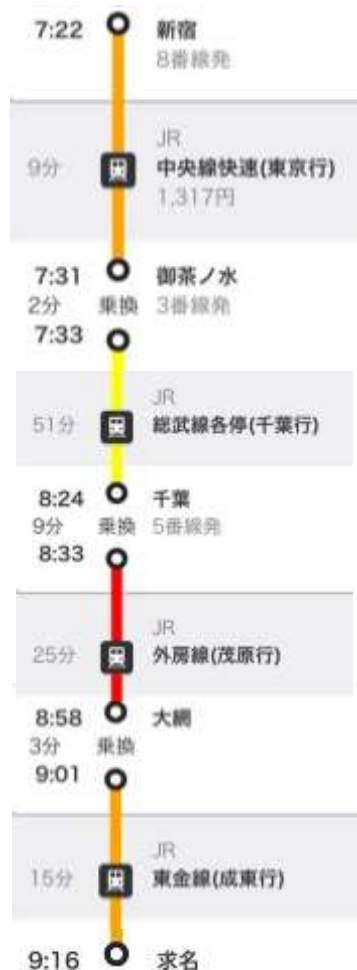 7:22 新宿
8番線発
JR
9分 中央線快速(東京行)
1,317円
7:31 御茶ノ水
2分 乗換 3番線発
7:33
JR
51分 総武線各停(千葉行)
8:24 千葉
9分 乗換 5番線発
8:33
JR
25分 外房線(茂原行)
8:58 大網
3分 乗換
9:01
JR
15分 東金線(成東行)
9:16 求名